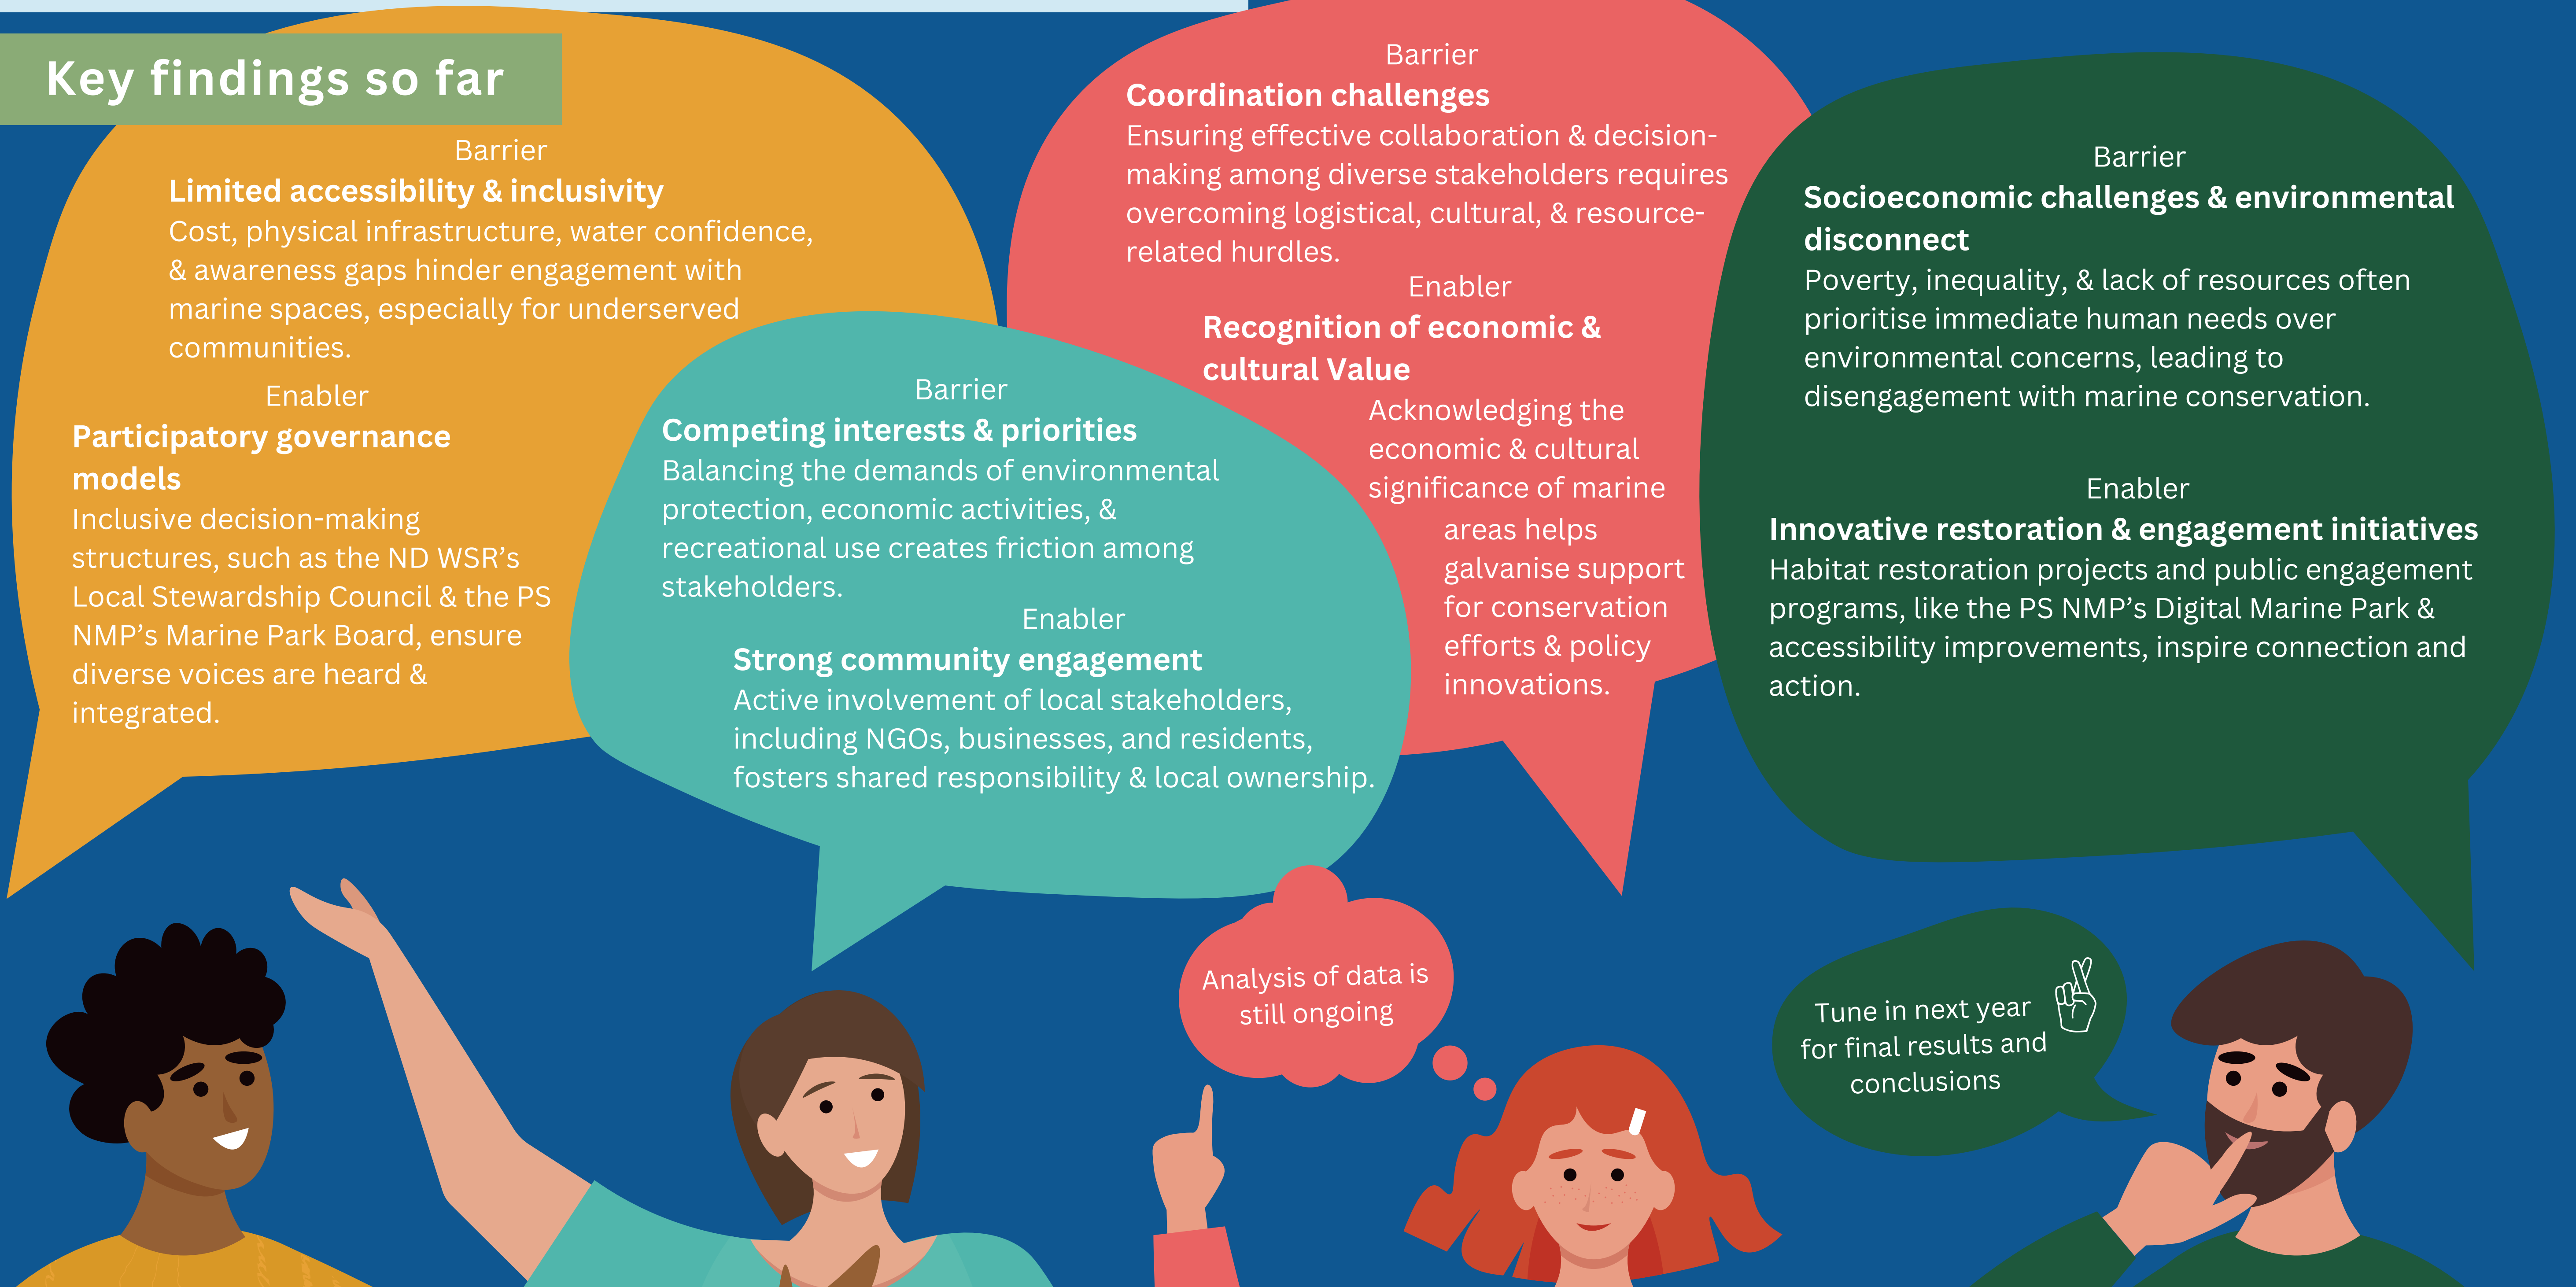 Key findings so far
Barrier
Limited accessibility & inclusivity
Cost, physical infrastructure, water confidence,
& awareness gaps hinder engagement with
marine spaces, especially for underserved
communities.
Enabler
Participatory governance
models
Inclusive decision-making
structures, such as the ND WSR's
Local Stewardship Council & the PS
NMP's Marine Park Board, ensure
diverse voices are heard &
integrated.
Barrier
Competing interests & priorities
Balancing the demands of environmental
protection, economic activities, &
recreational use creates friction among
stakeholders.
Enabler
Strong community engagement
Active involvement of local stakeholders,
including NGOs, businesses, and residents,
fosters shared responsibility & local ownership.
Barrier
Coordination challenges
Ensuring effective collaboration & decision-
making among diverse stakeholders requires
overcoming logistical, cultural, & resource-
related hurdles.
Enabler
Recognition of economic &
cultural Value
Acknowledging the
economic & cultural
significance of marine
areas helps
galvanise support
for conservation
efforts & policy
innovations.
Barrier
Socioeconomic challenges & environmental
disconnect
Poverty, inequality, & lack of resources often
prioritise immediate human needs over
environmental concerns, leading to
disengagement with marine conservation.
Enabler
Innovative restoration & engagement initiatives
Habitat restoration projects and public engagement
programs, like the PS NMP's Digital Marine Park &
accessibility improvements, inspire connection and
action.
Analysis of data is
still ongoing
Tune in next year
for final results and
conclusions